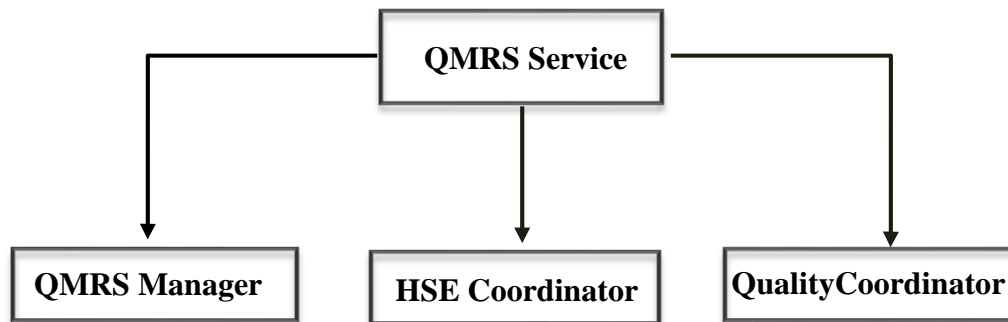 QMRS Service
QMRS Manager
HSE Coordinator
QualityCoordinator